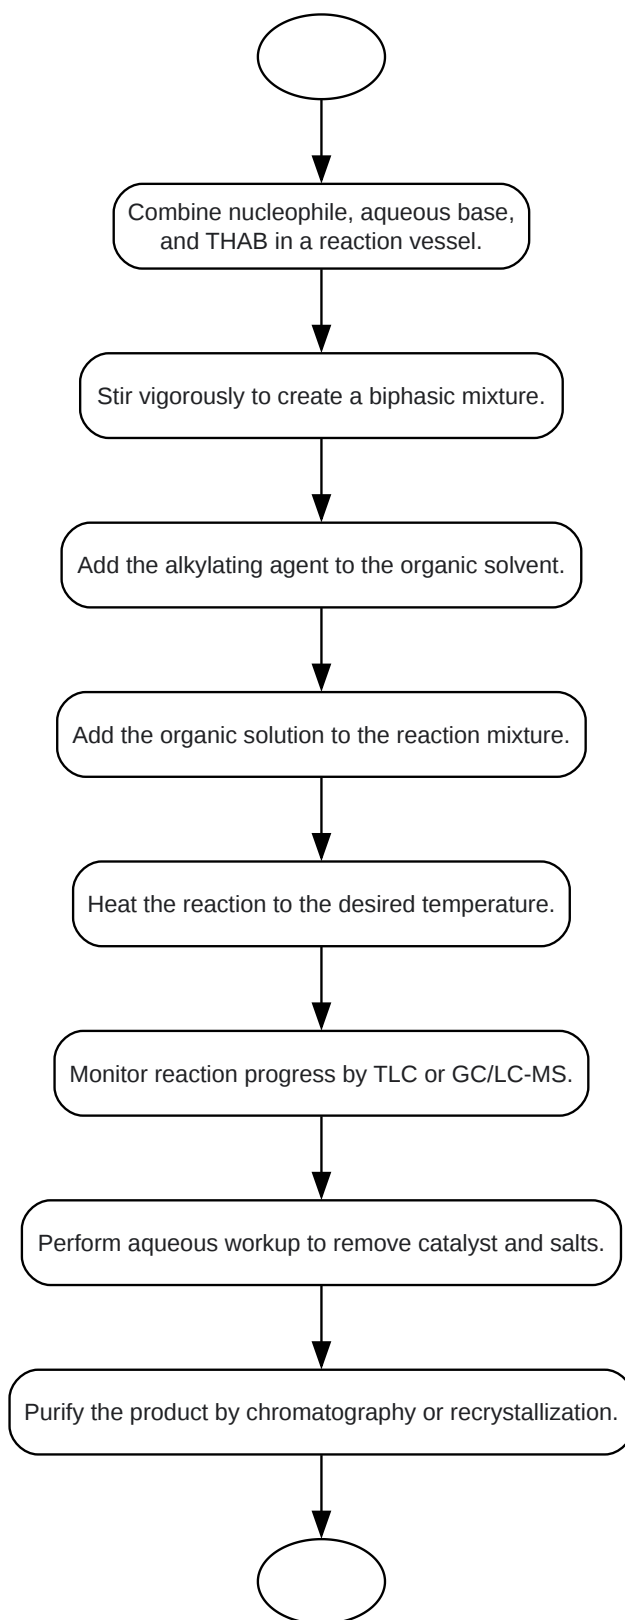 Combine nucleophile, aqueous base,
and THAB in a reaction vessel.
Stir vigorously to create a biphasic mixture.
Add the alkylating agent to the organic solvent.
Add the organic solution to the reaction mixture.
Heat the reaction to the desired temperature.
Monitor reaction progress by TLC or GC/LC-MS.
Perform aqueous workup to remove catalyst and salts.
Purify the product by chromatography or recrystallization.